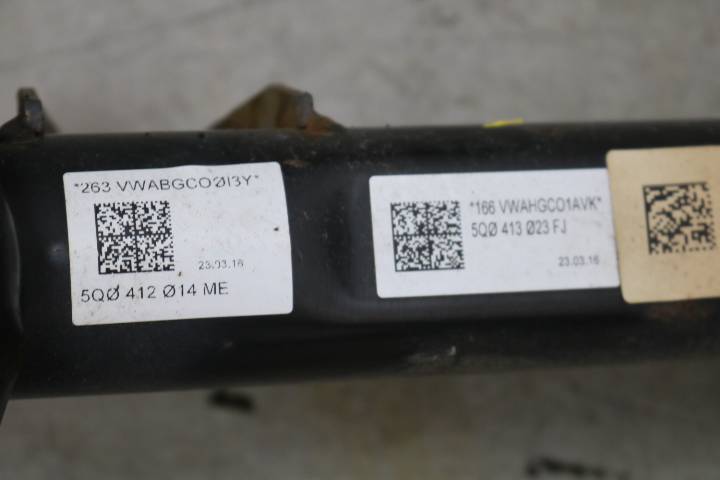 *263 VWABGCOØI3Y*
23.03.16
5QØ 412 Ø14 ME
*166 VWAHGCO1AVK*
5QØ 413 Ø23 FJ
23.03.16